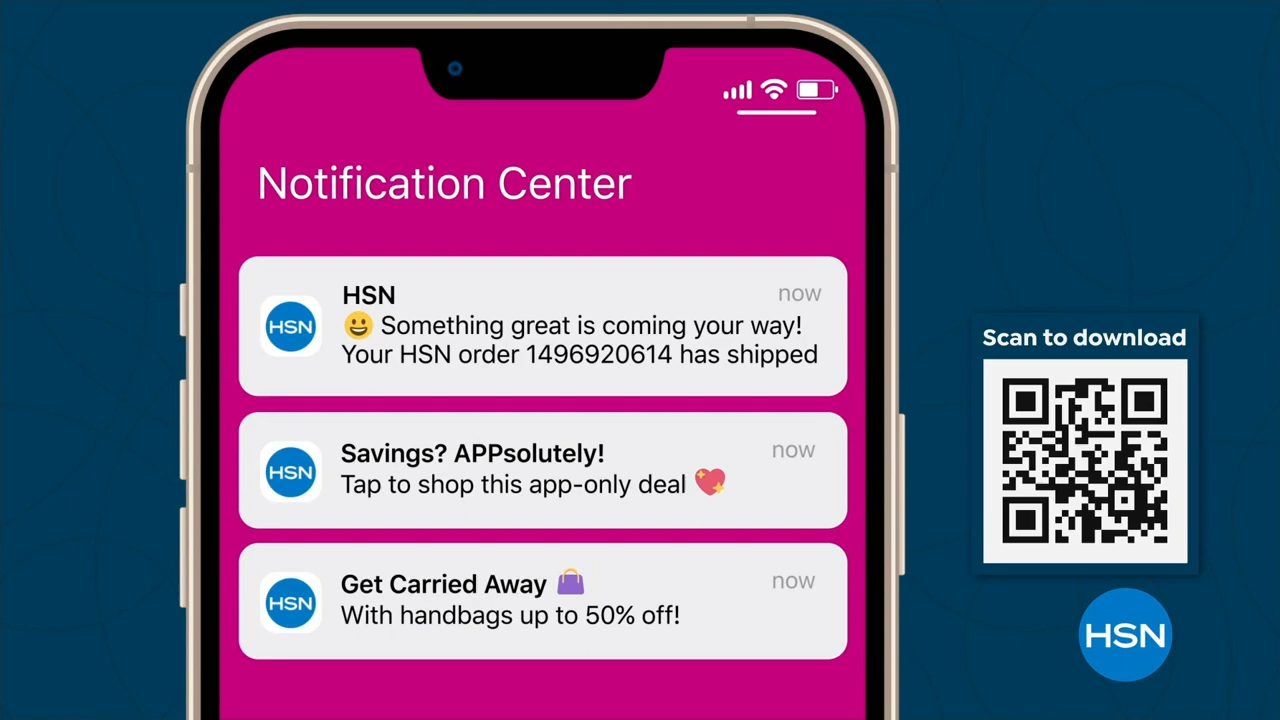 Notification Center
HSN
now
HSN
😀 Something great is coming your way!
Your HSN order 1496920614 has shipped
HSN
Savings? APPsolutely!
now
Tap to shop this app-only deal 💖
HSN
Get Carried Away 👜
now
With handbags up to 50% off!
Scan to download
HSN